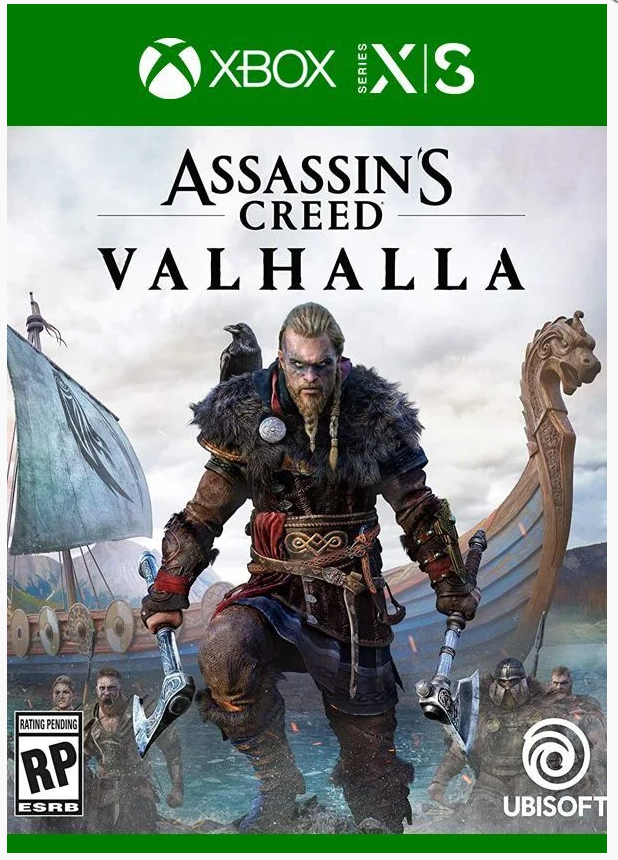 XBOX SERIES X|S
ASSASSIN'S
CREED®
VALHALLA
RATING PENDING
RP
ESRB
UBISOFT